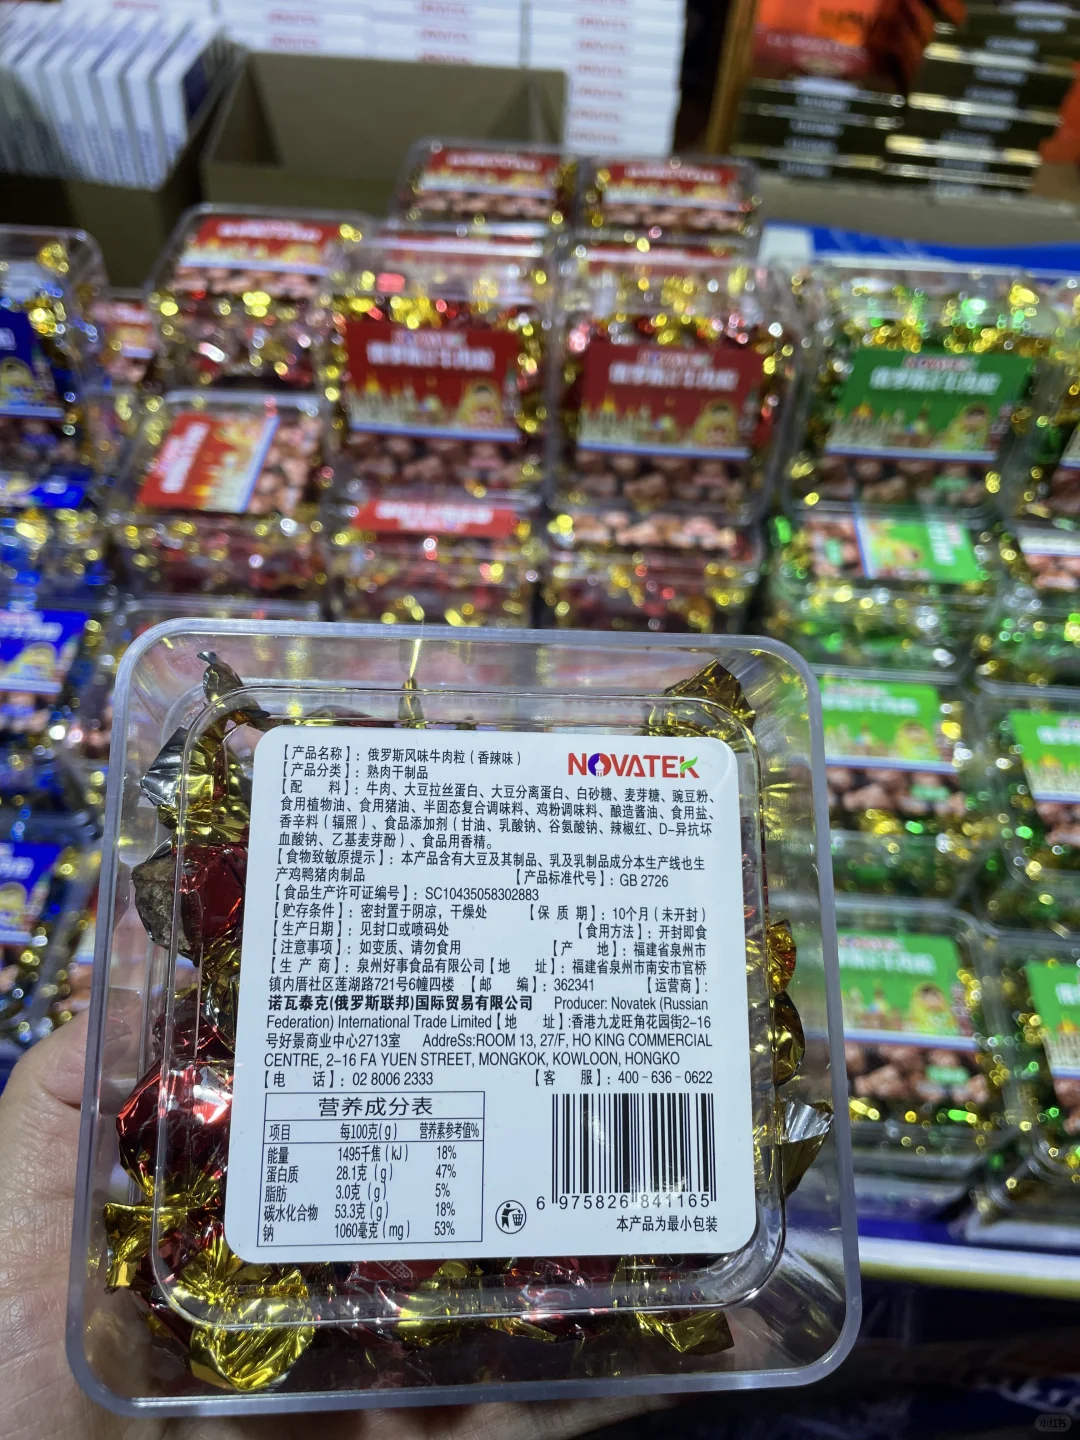 【产品名称】：俄罗斯风味牛肉粒（香辣味）
NOVATEK
【产品分类】：熟肉干制品
【配 料】：牛肉、大豆拉丝蛋白、大豆分离蛋白、白砂糖、麦芽糖、豌豆粉、
食用植物油、食用猪油、半固态复合调味料、鸡粉调味料、酿造酱油、食用盐、
香辛料（辐照）、食品添加剂（甘油、乳酸钠、谷氨酸钠、辣椒红、D-异抗坏
血酸钠、乙基麦芽酚）、食品用香精。
【食物致敏原提示】：本产品含有大豆及其制品、乳及乳制品成分本生产线也生
产鸡鸭猪肉制品 【产品标准代号】：GB 2726
【食品生产许可证编号】：SC10435058302883
【贮存条件】：密封置于阴凉，干燥处 【保 质 期】：10个月（未开封）
【生产日期】：见封口或喷码处 【食用方法】：开封即食
【注意事项】：如变质、请勿食用 【产 地】：福建省泉州市
【生 产 商】：泉州好事食品有限公司【地 址】：福建省泉州市南安市官桥
镇内厝社区莲湖路721号6幢四楼 【邮 编】：362341 【运营商】：
诺瓦泰克(俄罗斯联邦)国际贸易有限公司 Producer: Novatek (Russian
Federation) International Trade Limited【地 址】:香港九龙旺角花园街2-16
号好景商业中心2713室 AddreSs:ROOM 13, 27/F, HO KING COMMERCIAL
CENTRE, 2-16 FA YUEN STREET, MONGKOK, KOWLOON, HONGKO
【电 话】：02 8006 2333 【客 服】：400-636-0622
营养成分表
项目 每100克(g) 营养素参考值%
能量 1495千焦（kJ） 18%
蛋白质 28.1克（g） 47%
脂肪 3.0克（g） 5%
碳水化合物 53.3克（g） 18%
钠 1060毫克（mg） 53%
6 975826 841165
本产品为最小包装
小红书